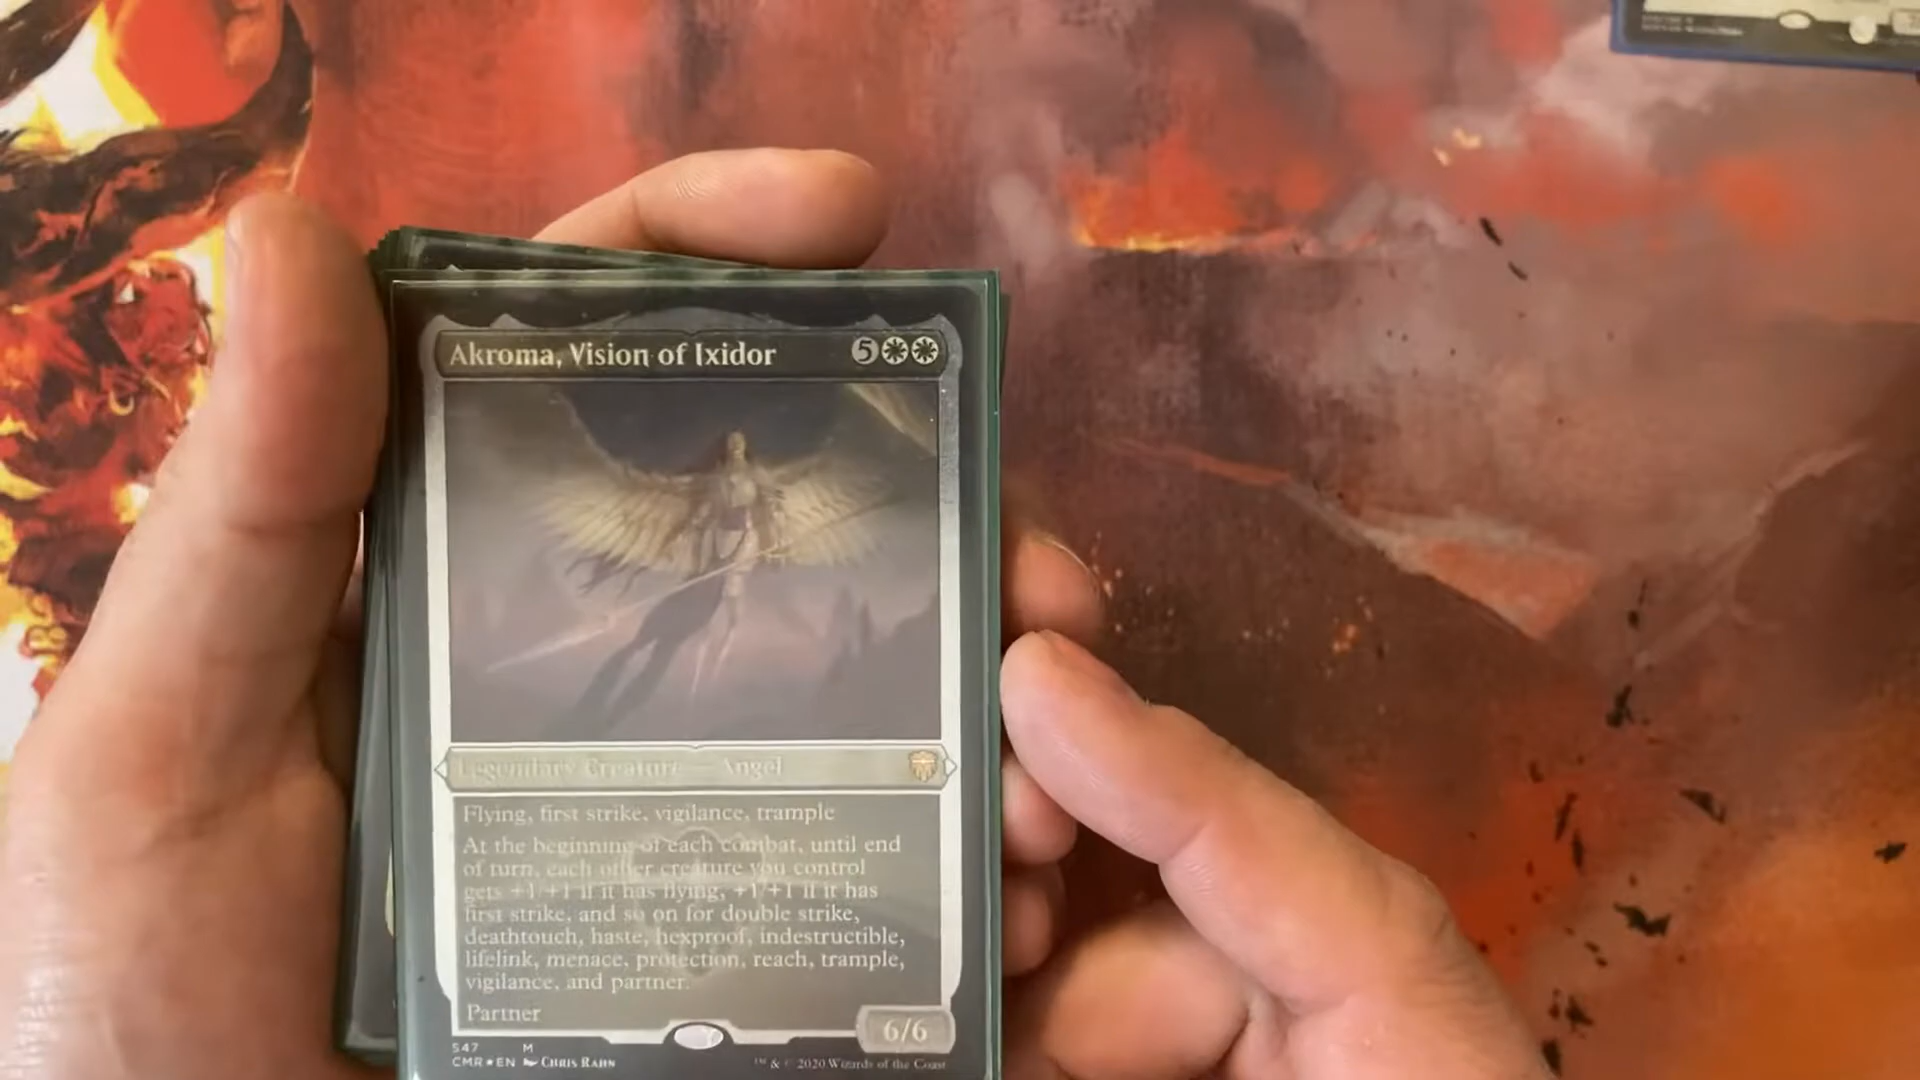 Akroma, Vision of Ixidor 5
Legendary Creature — Angel
Flying, first strike, vigilance, trample
At the beginning of each combat, until end
of turn, each other creature you control
gets +1/+1 if it has flying, +1/+1 if it has
first strike, and so on for double strike,
deathtouch, haste, hexproof, indestructible,
lifelink, menace, protection, reach, trample,
vigilance, and partner.
Partner
6/6
547 M
CMR★EN Chris Rahn ™ & © 2020 Wizards of the Coast